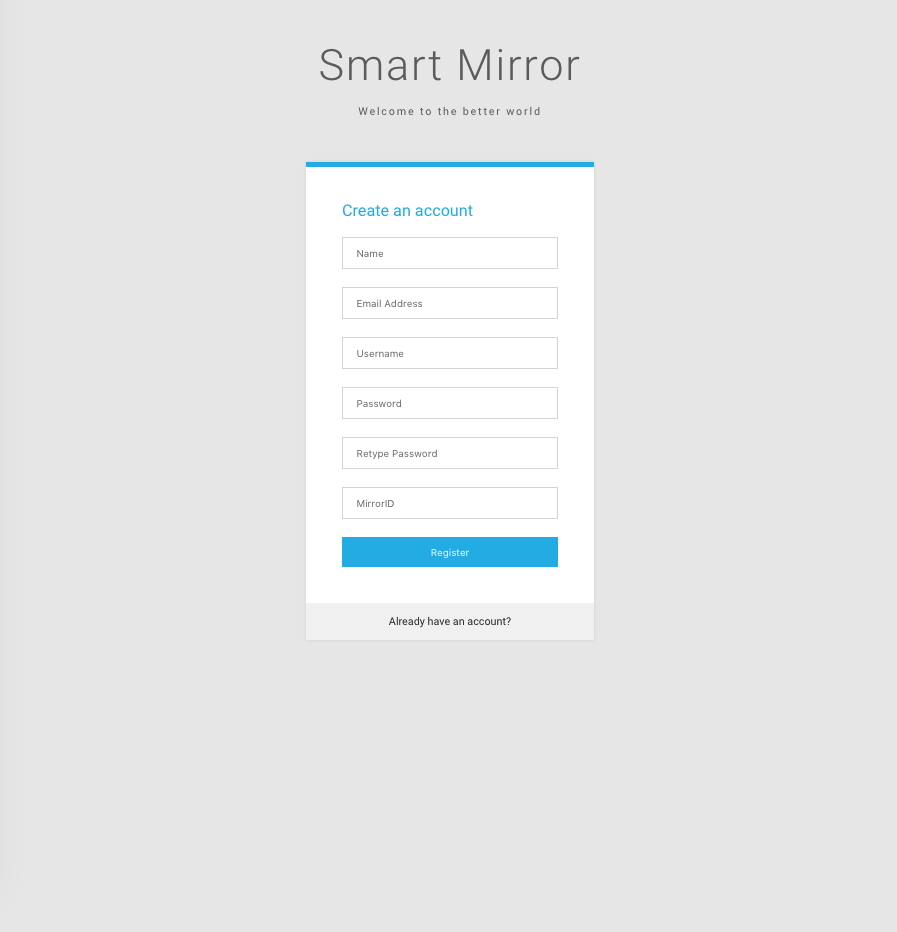 Smart Mirror
Welcome to the better world
Create an account
Name
Email Address
Username
Password
Retype Password
MirrorID
Register
Already have an account?